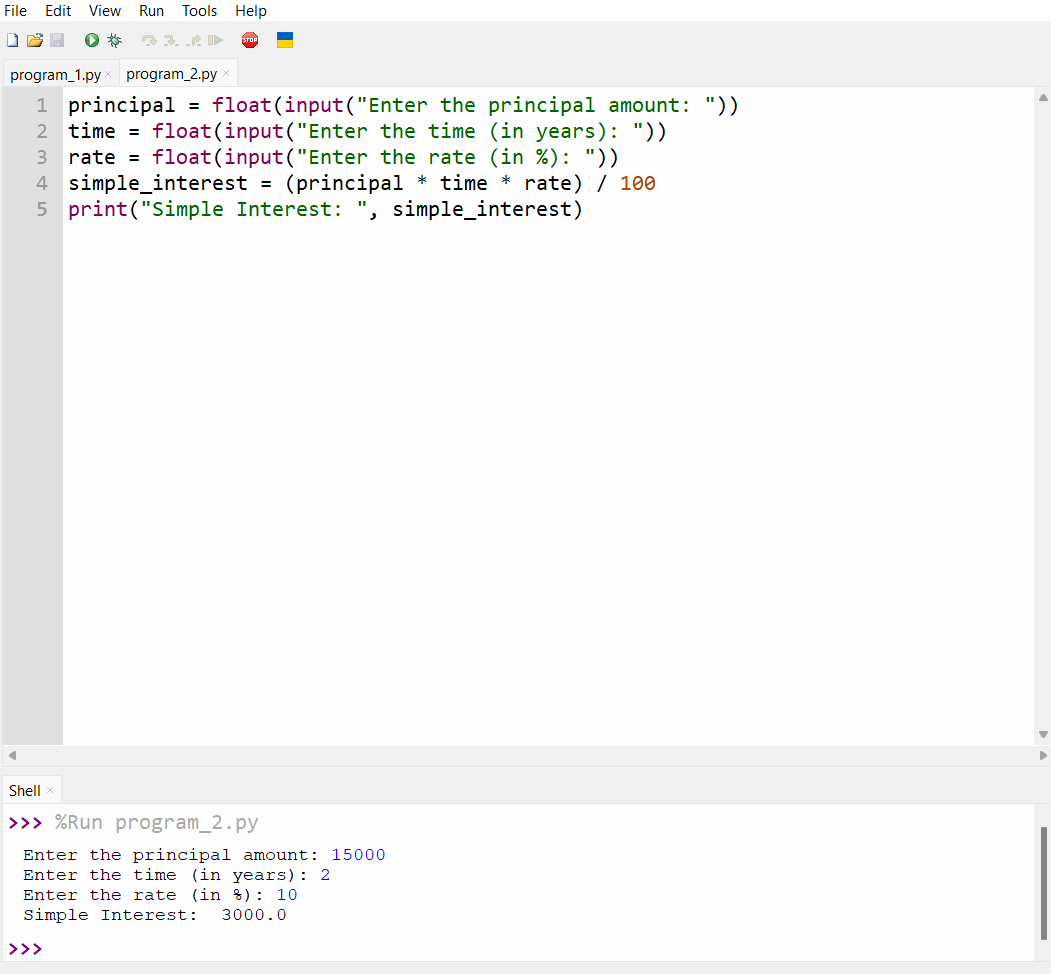 File Edit View Run Tools Help
STOP
program_1.py × program_2.py ×
1 principal = float(input("Enter the principal amount: "))
2 time = float(input("Enter the time (in years): "))
3 rate = float(input("Enter the rate (in %): "))
4 simple_interest = (principal * time * rate) / 100
5 print("Simple Interest: ", simple_interest)
Shell ×
>>> %Run program_2.py
Enter the principal amount: 15000
Enter the time (in years): 2
Enter the rate (in %): 10
Simple Interest:  3000.0
>>>